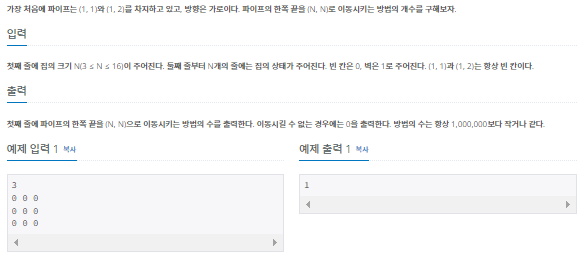 가장 처음에 파이프는 (1, 1)와 (1, 2)를 차지하고 있고, 방향은 가로이다. 파이프의 한쪽 끝을 (N, N)로 이동시키는 방법의 개수를 구해보자.
입력
첫째 줄에 집의 크기 N(3 ≤ N ≤ 16)이 주어진다. 둘째 줄부터 N개의 줄에는 집의 상태가 주어진다. 빈 칸은 0, 벽은 1로 주어진다. (1, 1)과 (1, 2)는 항상 빈 칸이다.
출력
첫째 줄에 파이프의 한쪽 끝을 (N, N)으로 이동시키는 방법의 수를 출력한다. 이동시킬 수 없는 경우에는 0을 출력한다. 방법의 수는 항상 1,000,000보다 작거나 같다.
예제 입력 1 복사
3
0 0 0
0 0 0
0 0 0
예제 출력 1 복사
1